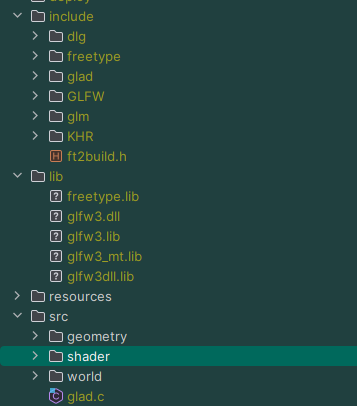 deploy
include
dlg
freetype
glad
GLFW
glm
KHR
H ft2build.h
lib
? freetype.lib
? glfw3.dll
? glfw3.lib
? glfw3_mt.lib
? glfw3dll.lib
resources
src
geometry
shader
world
C glad.c